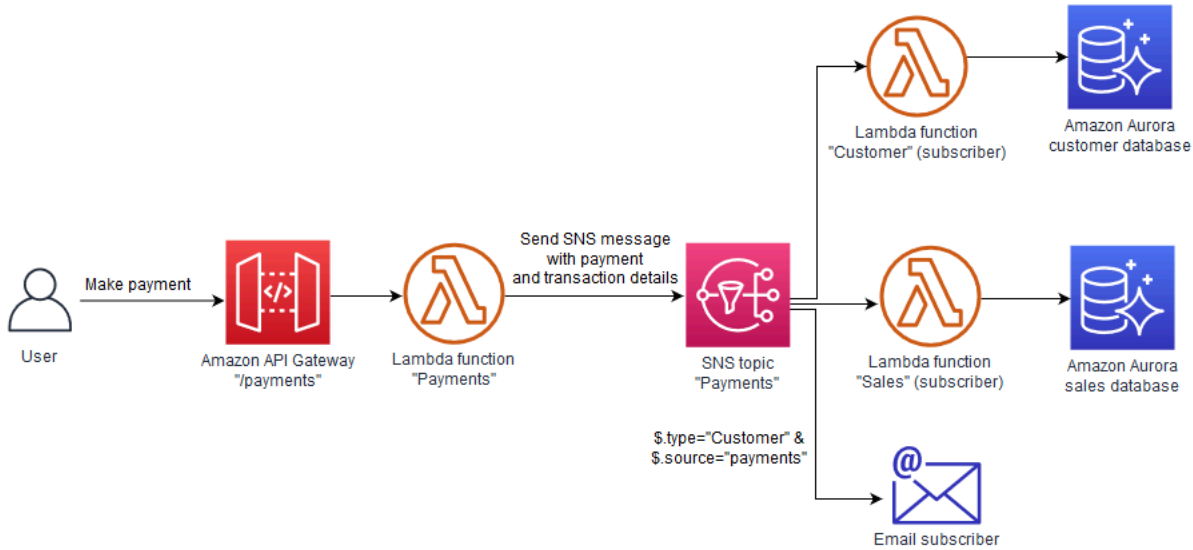 Lambda function
"Customer" (subscriber)
Amazon Aurora
customer database
Make payment
Send SNS message
with payment
and transaction details
User
Amazon API Gateway
"/payments"
Lambda function
"Payments"
SNS topic
"Payments"
Lambda function
"Sales" (subscriber)
Amazon Aurora
sales database
$.type="Customer" &
$.source="payments"
Email subscriber